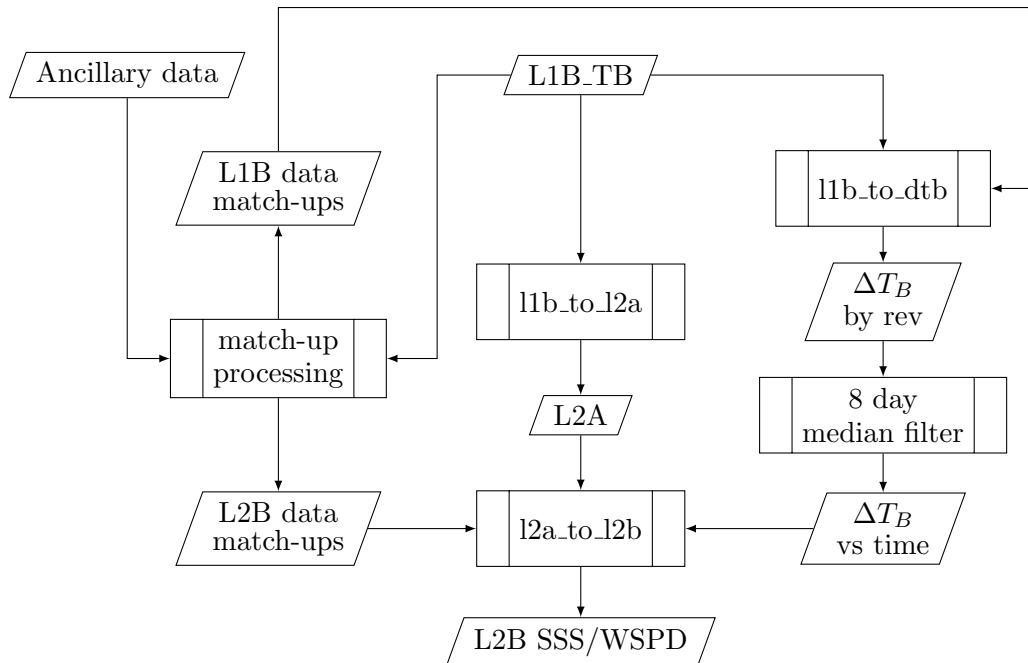 Ancillary data
L1B_TB
L1B data
match-ups
l1b_to_dtb
l1b_to_l2a
ΔT_B
by rev
match-up
processing
L2A
8 day
median filter
L2B data
match-ups
l2a_to_l2b
ΔT_B
vs time
L2B SSS/WSPD